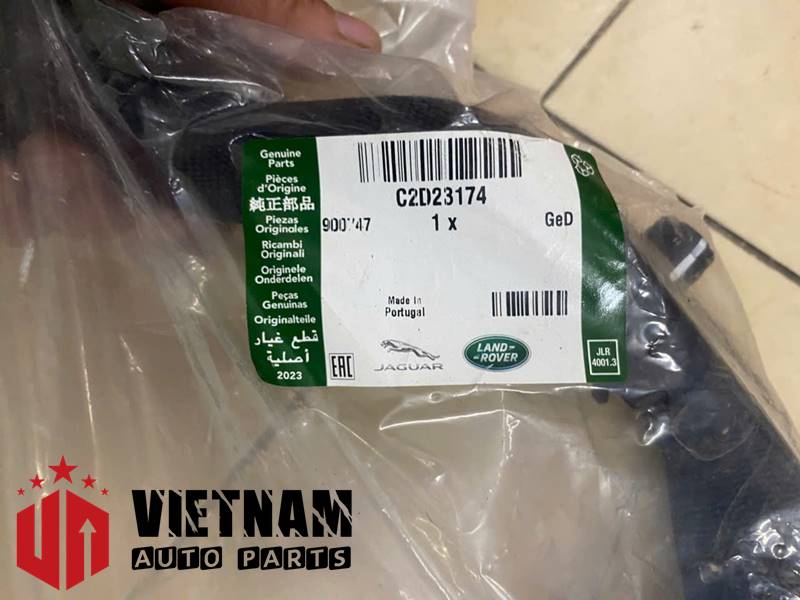 Genuine
Parts
Pièces
d'Origine
純正部品
Piezas
Originales
Ricambi
Originali
Originele
Onderdelen
Peças
Genuinas
Originalteile
قطع غيار
أصلية
2023
C2D23174
1 x
GeD
Made In
Portugal
EAC
JAGUAR
LAND-
-ROVER
JLR
4001.3
VIETNAM
AUTO PARTS